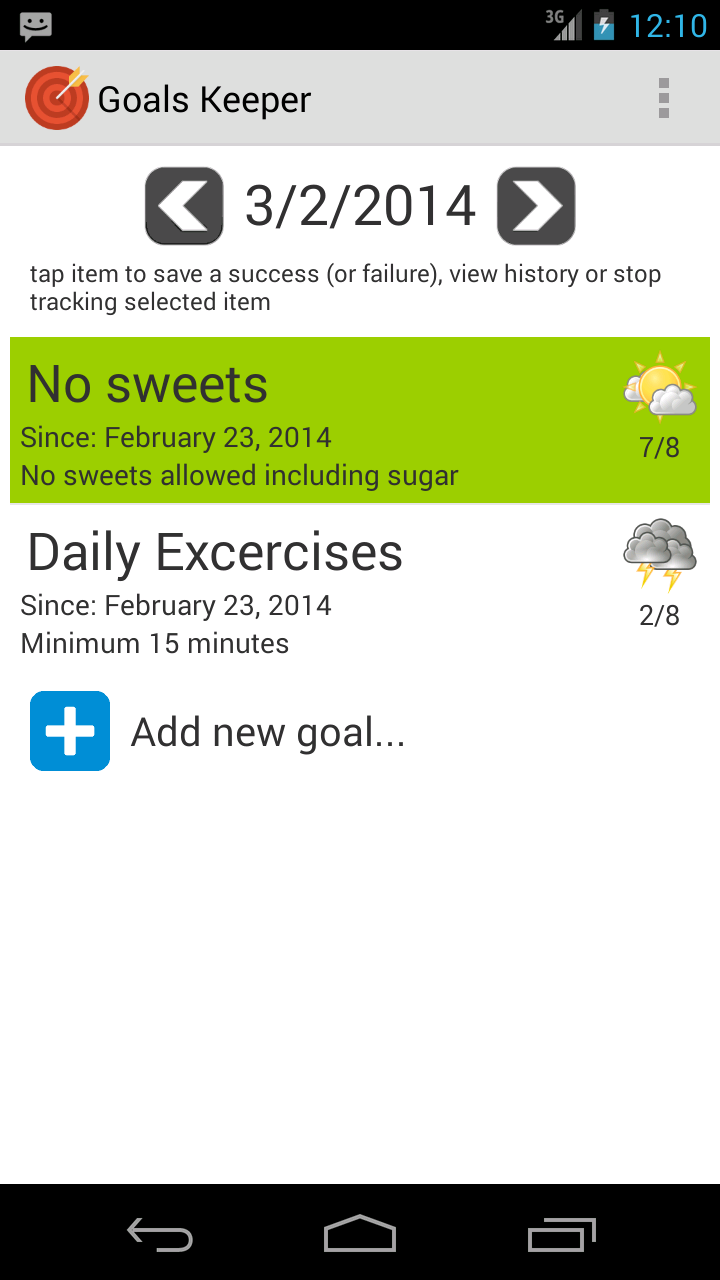 3G 12:10
Goals Keeper
3/2/2014
tap item to save a success (or failure), view history or stop
tracking selected item
No sweets
Since: February 23, 2014
7/8
No sweets allowed including sugar
Daily Excercises
Since: February 23, 2014
2/8
Minimum 15 minutes
Add new goal...